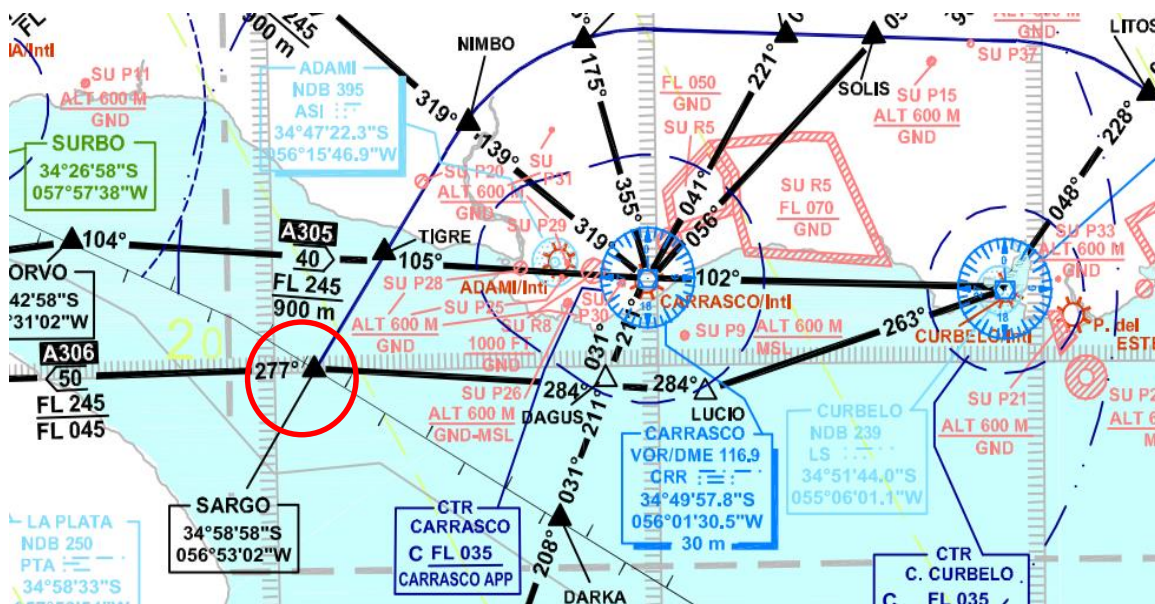 FL 245
900 m
A/Intl
SU P11
ALT 600 M
GND
SURBO
34°26'58"S
057°57'38"W
ADAMI
NDB 395
ASI
34°47'22.3"S
056°15'46.9"W
NIMBO
319°
139°
319°
175°
355°
221°
041°
056°
SOLIS
LITOS
228°
048°
FL 050
GND
SU R5
SU R5
FL 070
GND
SU P15
ALT 600 M
GND
GND
SU P37
SU P20
ALT 600 M
GND
SU
P31
SU P29
104°
A305
40
FL 245
900 m
TIGRE
105°
ORVO
42'58"S
31'02"W
SU P28
ALT 600 M
GND
ADAMI/Intl
SU P25
1000 FT
GND
SU R8
SU
P30
CARRASCO/Intl
102°
263°
CURBELO/Intl
SU P33
ALT 600 M
GND
P. del
ESTE
SU P9
ALT 600 M
MSL
20
A306
50
FL 245
FL 045
277°
284°
284°
031°
211°
SU P26
ALT 600 M
GND-MSL
DAGUS
LUCIO
211°
031°
208°
DARKA
SARGO
34°58'58"S
056°53'02"W
LA PLATA
NDB 250
PTA
34°58'33"S
CTR
CARRASCO
C FL 035
CARRASCO APP
CARRASCO
VOR/DME 116.9
CRR
34°49'57.8"S
056°01'30.5"W
30 m
CURBELO
NDB 239
LS
34°51'44.0"S
055°06'01.1"W
SU P21
ALT 600 M
GND
SU P2
ALT 6
M
CTR
C. CURBELO
C FL 035